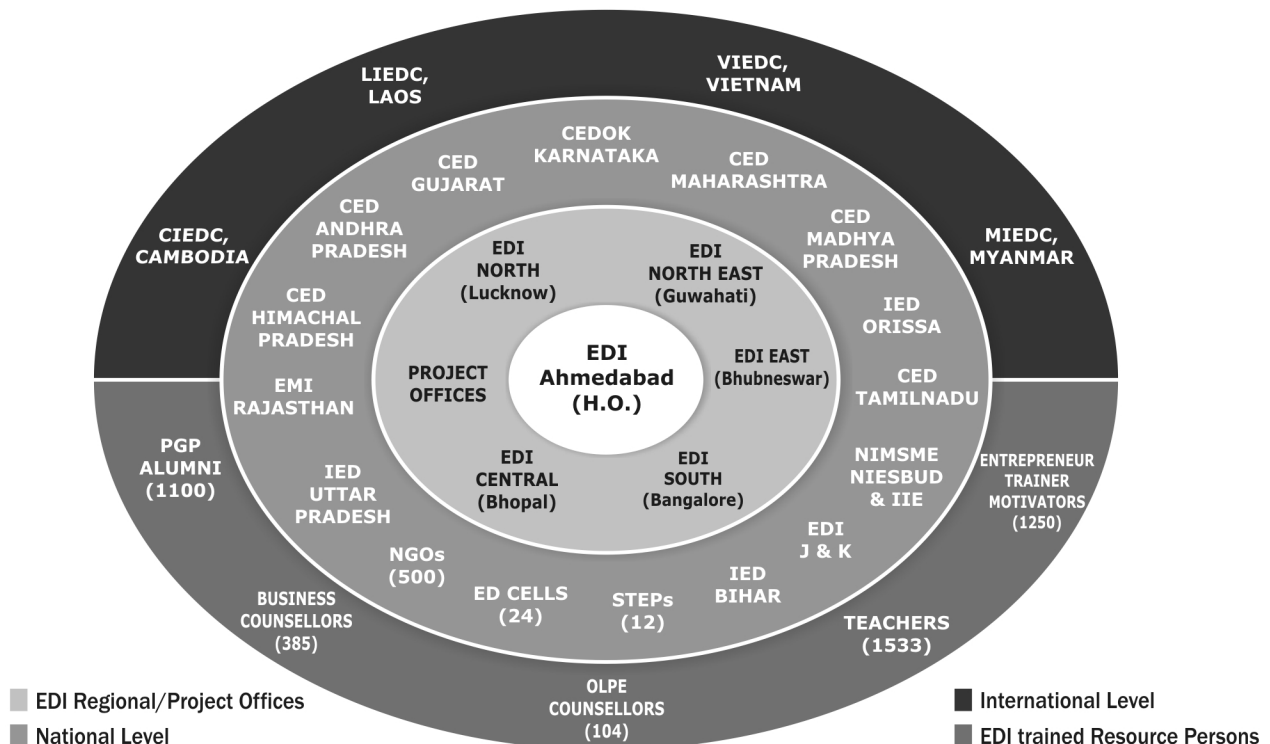 LIEDC,
LAOS
VIEDC,
VIETNAM
CIEDC,
CAMBODIA
MIEDC,
MYANMAR
CEDOK
KARNATAKA
CED
GUJARAT
CED
MAHARASHTRA
CED
ANDHRA
PRADESH
CED
MADHYA
PRADESH
CED
HIMACHAL
PRADESH
IED
ORISSA
EMI
RAJASTHAN
CED
TAMILNADU
IED
UTTAR
PRADESH
NIMSME
NIESBUD
& IIE
NGOs
(500)
ED CELLS
(24)
STEPs
(12)
IED
BIHAR
EDI
J & K
EDI
NORTH
(Lucknow)
EDI
NORTH EAST
(Guwahati)
PROJECT
OFFICES
EDI
Ahmedabad
(H.O.)
EDI EAST
(Bhubneswar)
EDI
CENTRAL
(Bhopal)
EDI
SOUTH
(Bangalore)
PGP
ALUMNI
(1100)
ENTREPRENEUR
TRAINER
MOTIVATORS
(1250)
BUSINESS
COUNSELLORS
(385)
TEACHERS
(1533)
OLPE
COUNSELLORS
(104)
EDI Regional/Project Offices
National Level
International Level
EDI trained Resource Persons